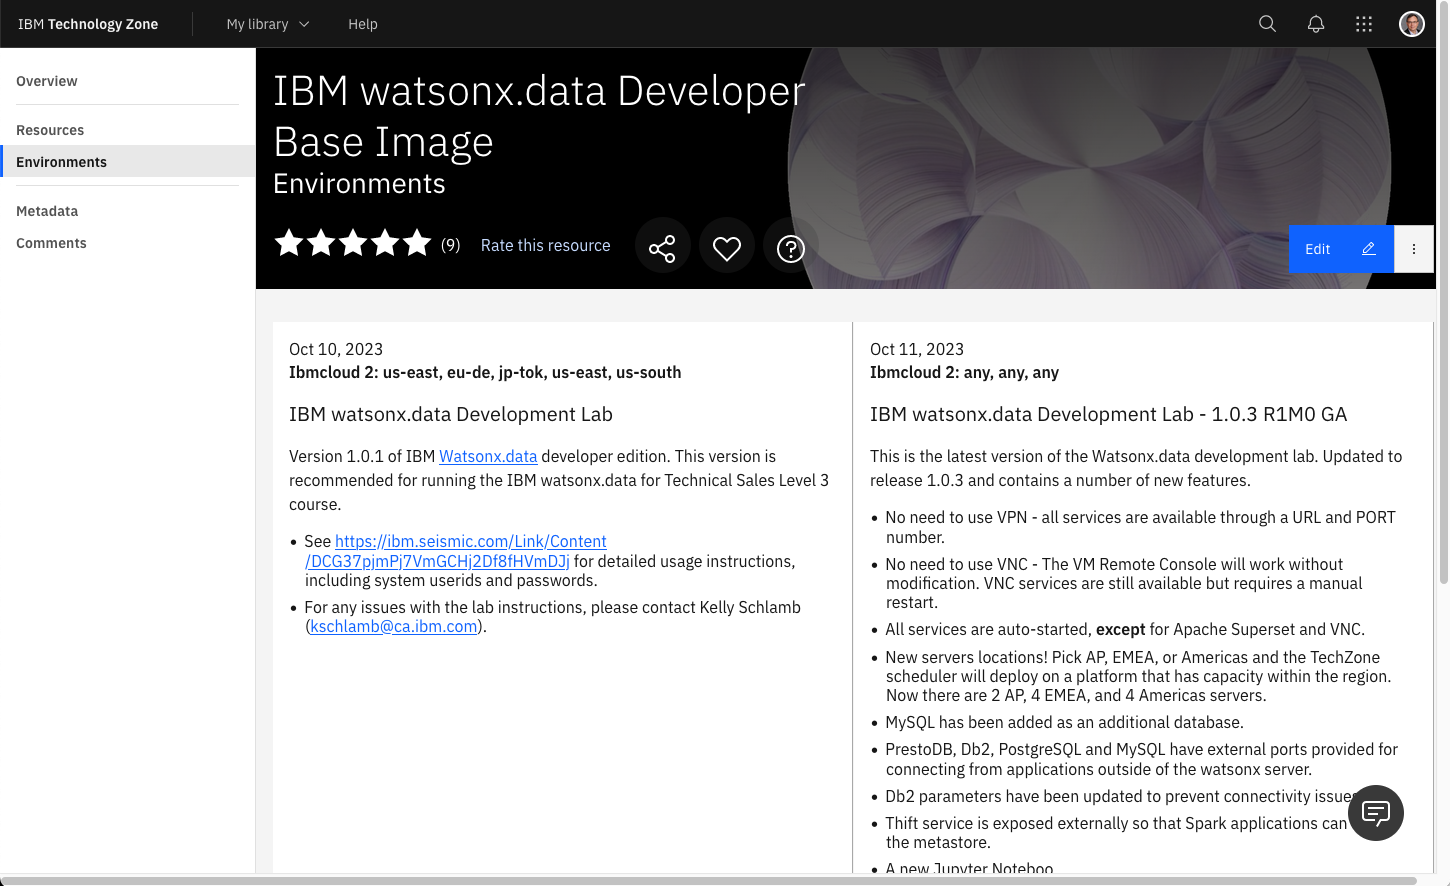 IBM Technology Zone
My library
Help
Overview
Resources
Environments
Metadata
Comments
IBM watsonx.data Developer
Base Image
Environments
(9)
Rate this resource
Edit
Oct 10, 2023
Ibmcloud 2: us-east, eu-de, jp-tok, us-east, us-south
IBM watsonx.data Development Lab
Version 1.0.1 of IBM Watsonx.data developer edition. This version is
recommended for running the IBM watsonx.data for Technical Sales Level 3
course.
• See https://ibm.seismic.com/Link/Content
/DCG37pjmPj7VmGCHj2Df8fHVmDJj for detailed usage instructions,
including system userids and passwords.
• For any issues with the lab instructions, please contact Kelly Schlamb
(kschlamb@ca.ibm.com).
Oct 11, 2023
Ibmcloud 2: any, any, any
IBM watsonx.data Development Lab - 1.0.3 R1M0 GA
This is the latest version of the Watsonx.data development lab. Updated to
release 1.0.3 and contains a number of new features.
• No need to use VPN - all services are available through a URL and PORT
number.
• No need to use VNC - The VM Remote Console will work without
modification. VNC services are still available but requires a manual
restart.
• All services are auto-started, except for Apache Superset and VNC.
• New servers locations! Pick AP, EMEA, or Americas and the TechZone
scheduler will deploy on a platform that has capacity within the region.
Now there are 2 AP, 4 EMEA, and 4 Americas servers.
• MySQL has been added as an additional database.
• PrestoDB, Db2, PostgreSQL and MySQL have external ports provided for
connecting from applications outside of the watsonx server.
• Db2 parameters have been updated to prevent connectivity issues
• Thift service is exposed externally so that Spark applications can
the metastore.
• A new Jupyter Noteboo